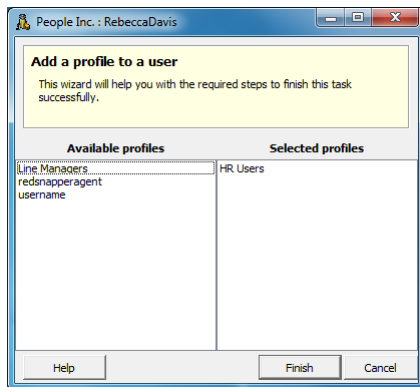 People Inc. : RebeccaDavis
Add a profile to a user
This wizard will help you with the required steps to finish this task
successfully.
Available profiles
Selected profiles
Line Managers
redsnapperagent
username
HR Users
Help
Finish
Cancel